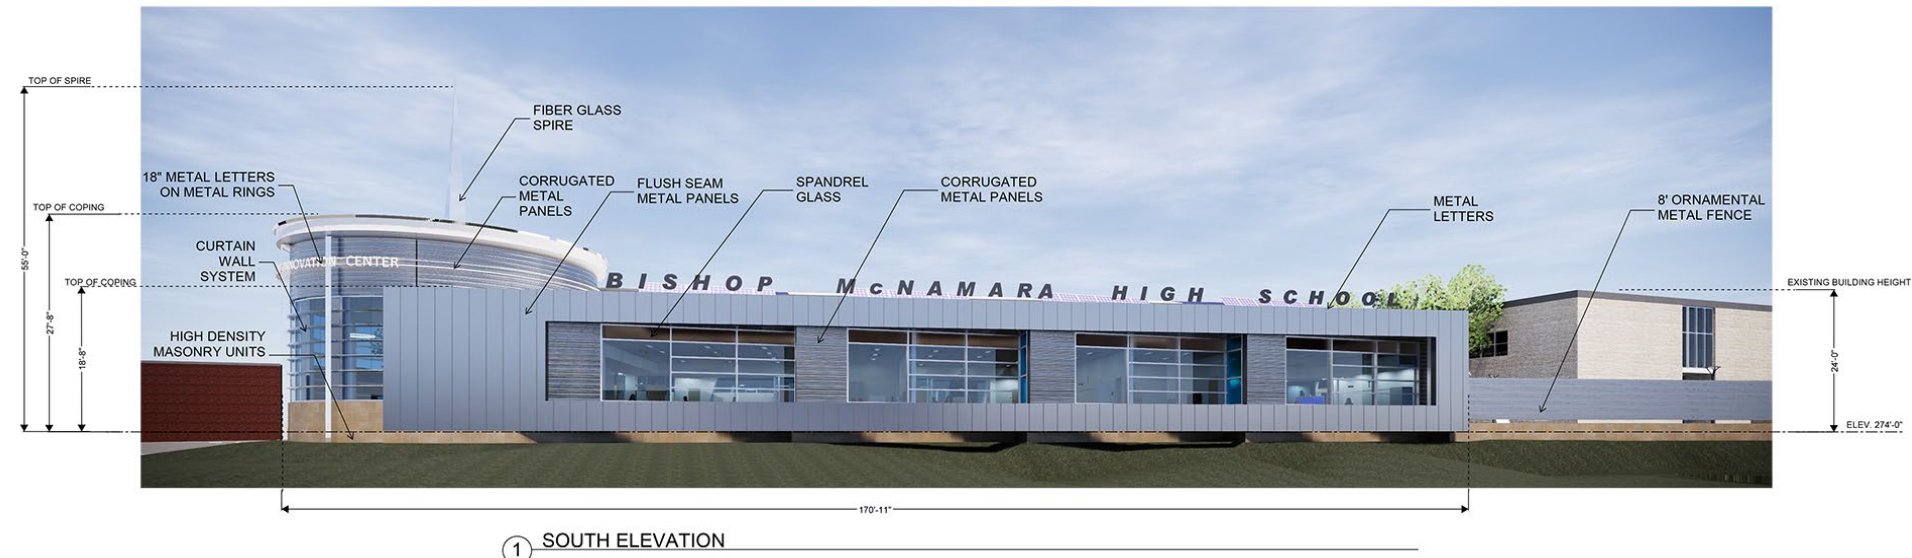 TOP OF SPIRE
FIBER GLASS
SPIRE
18" METAL LETTERS
ON METAL RINGS
CORRUGATED
METAL
PANELS
FLUSH SEAM
METAL PANELS
SPANDREL
GLASS
CORRUGATED
METAL PANELS
METAL
LETTERS
8' ORNAMENTAL
METAL FENCE
TOP OF COPING
CURTAIN
WALL
SYSTEM
INNOVATION CENTER
TOP OF COPING
BISHOP McNAMARA HIGH SCHOOL
EXISTING BUILDING HEIGHT
55'-0"
27'-8"
18'-8"
24'-0"
HIGH DENSITY
MASONRY UNITS
ELEV. 274'-0"
170'-11"
1 SOUTH ELEVATION